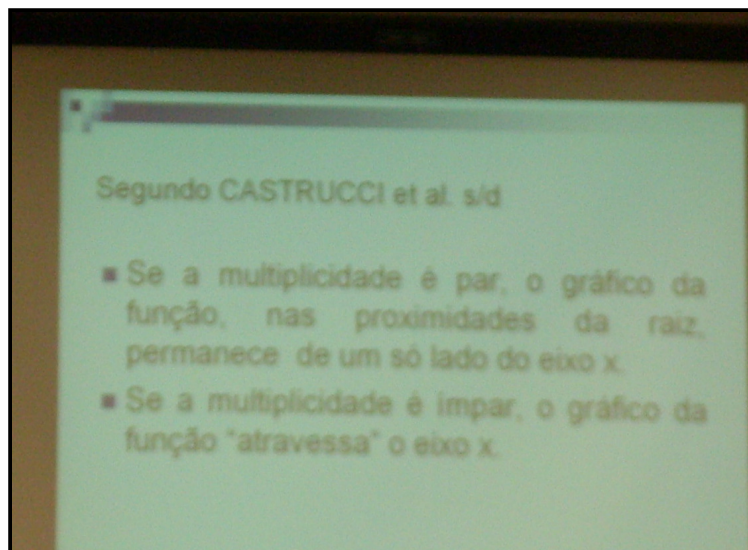 Segundo CASTRUCCI et al. s/d
Se a multiplicidade é par, o gráfico da
função, nas proximidades da raiz,
permanece de um só lado do eixo x.
Se a multiplicidade é ímpar, o gráfico da
função "atravessa" o eixo x.